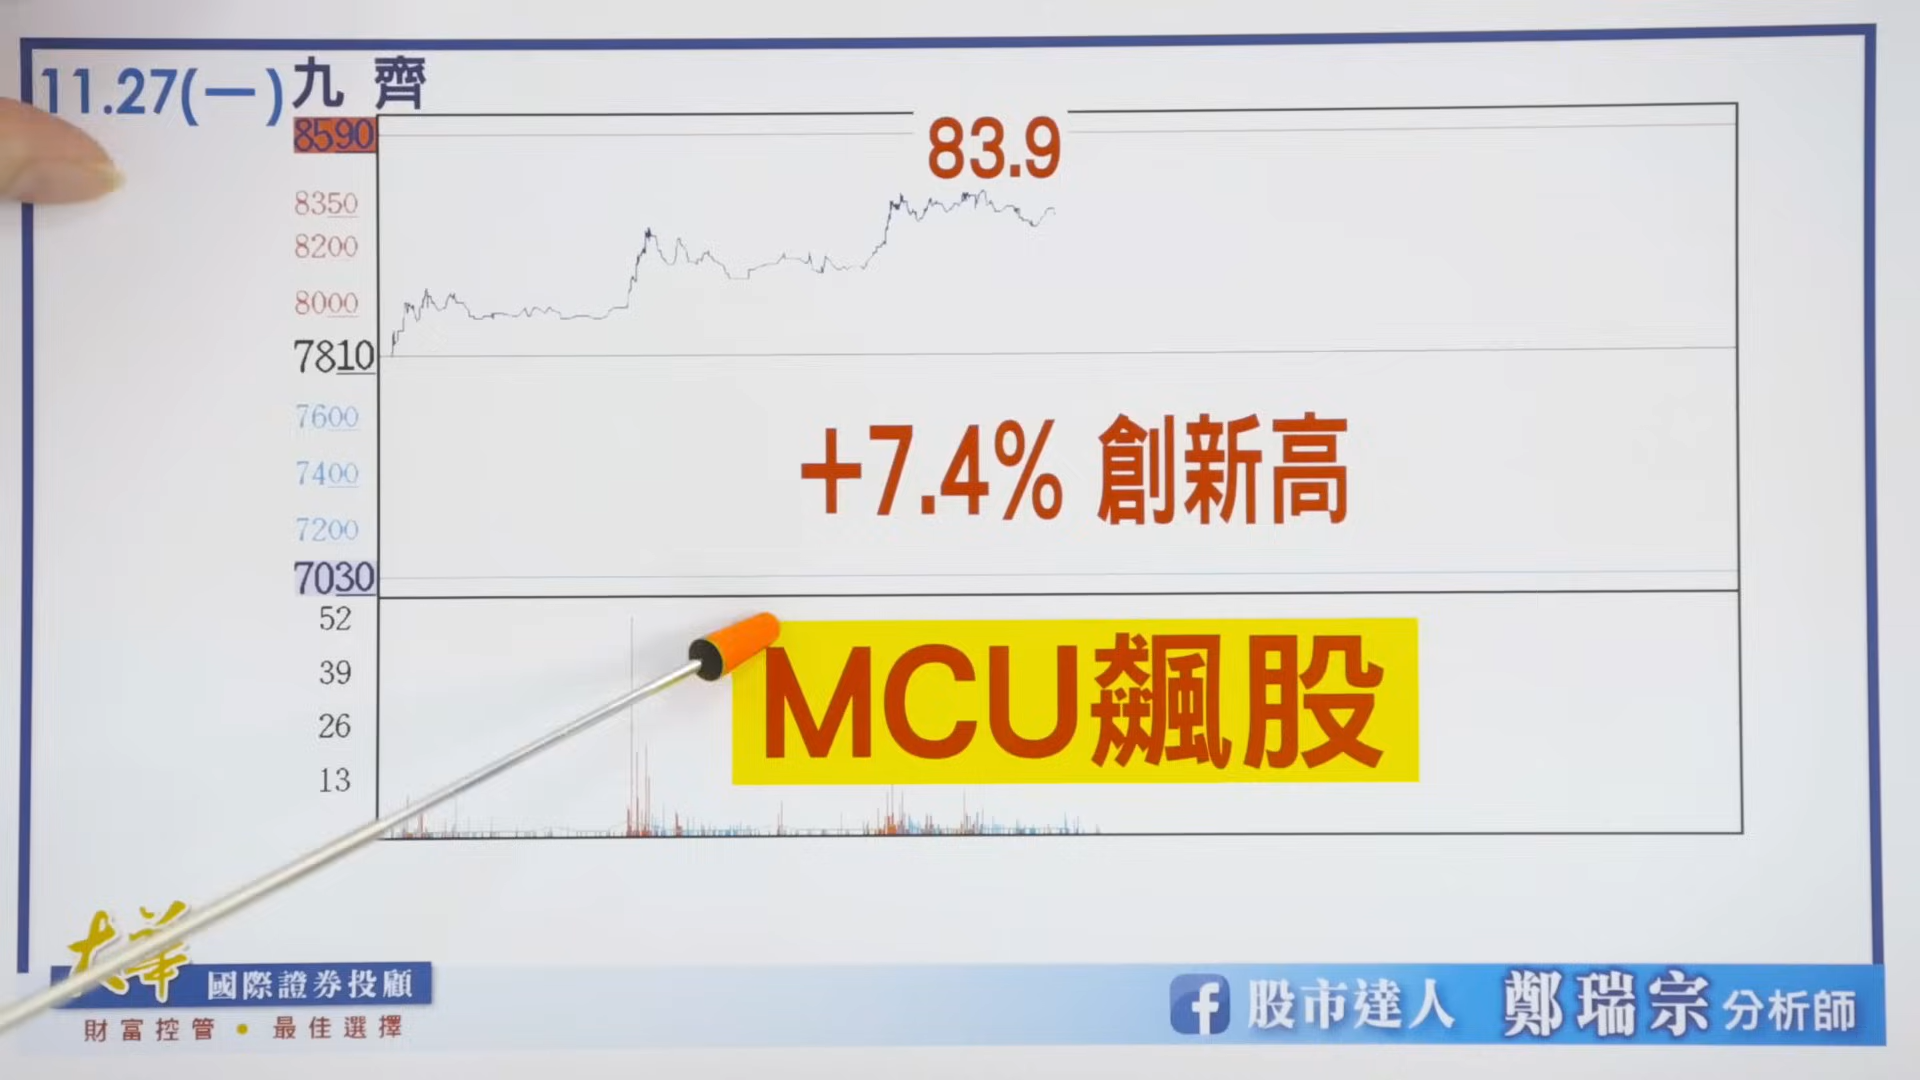 11.27(一)九 齊
8590
83.9
8350
8200
8000
7810
7600
+7.4% 創新高
7400
7200
7030
52
MCU飆股
39
26
13
大華
國際證券投顧
財富控管•最佳選擇
f 股市達人 鄭瑞宗 分析師